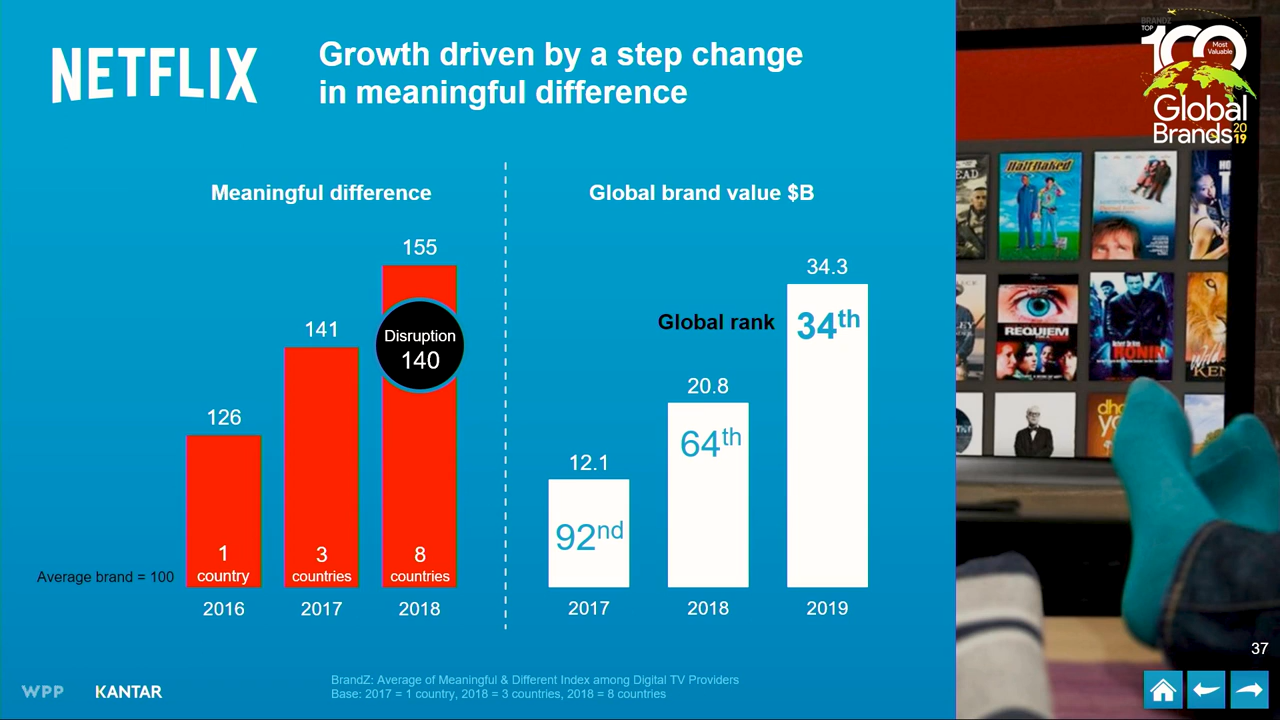 NETFLIX
Growth driven by a step change
in meaningful difference
BRANDZ
TOP
100
Most
Valuable
Global
Brands
20
19
Meaningful difference
155
141
126
Disruption
140
1
country
3
countries
8
countries
Average brand = 100
2016
2017
2018
Global brand value $B
34.3
Global rank
34th
20.8
64th
12.1
92nd
2017
2018
2019
Half Baked
REQUIEM
RONIN
37
WPP
KANTAR
BrandZ: Average of Meaningful & Different Index among Digital TV Providers
Base: 2017 = 1 country, 2018 = 3 countries, 2018 = 8 countries